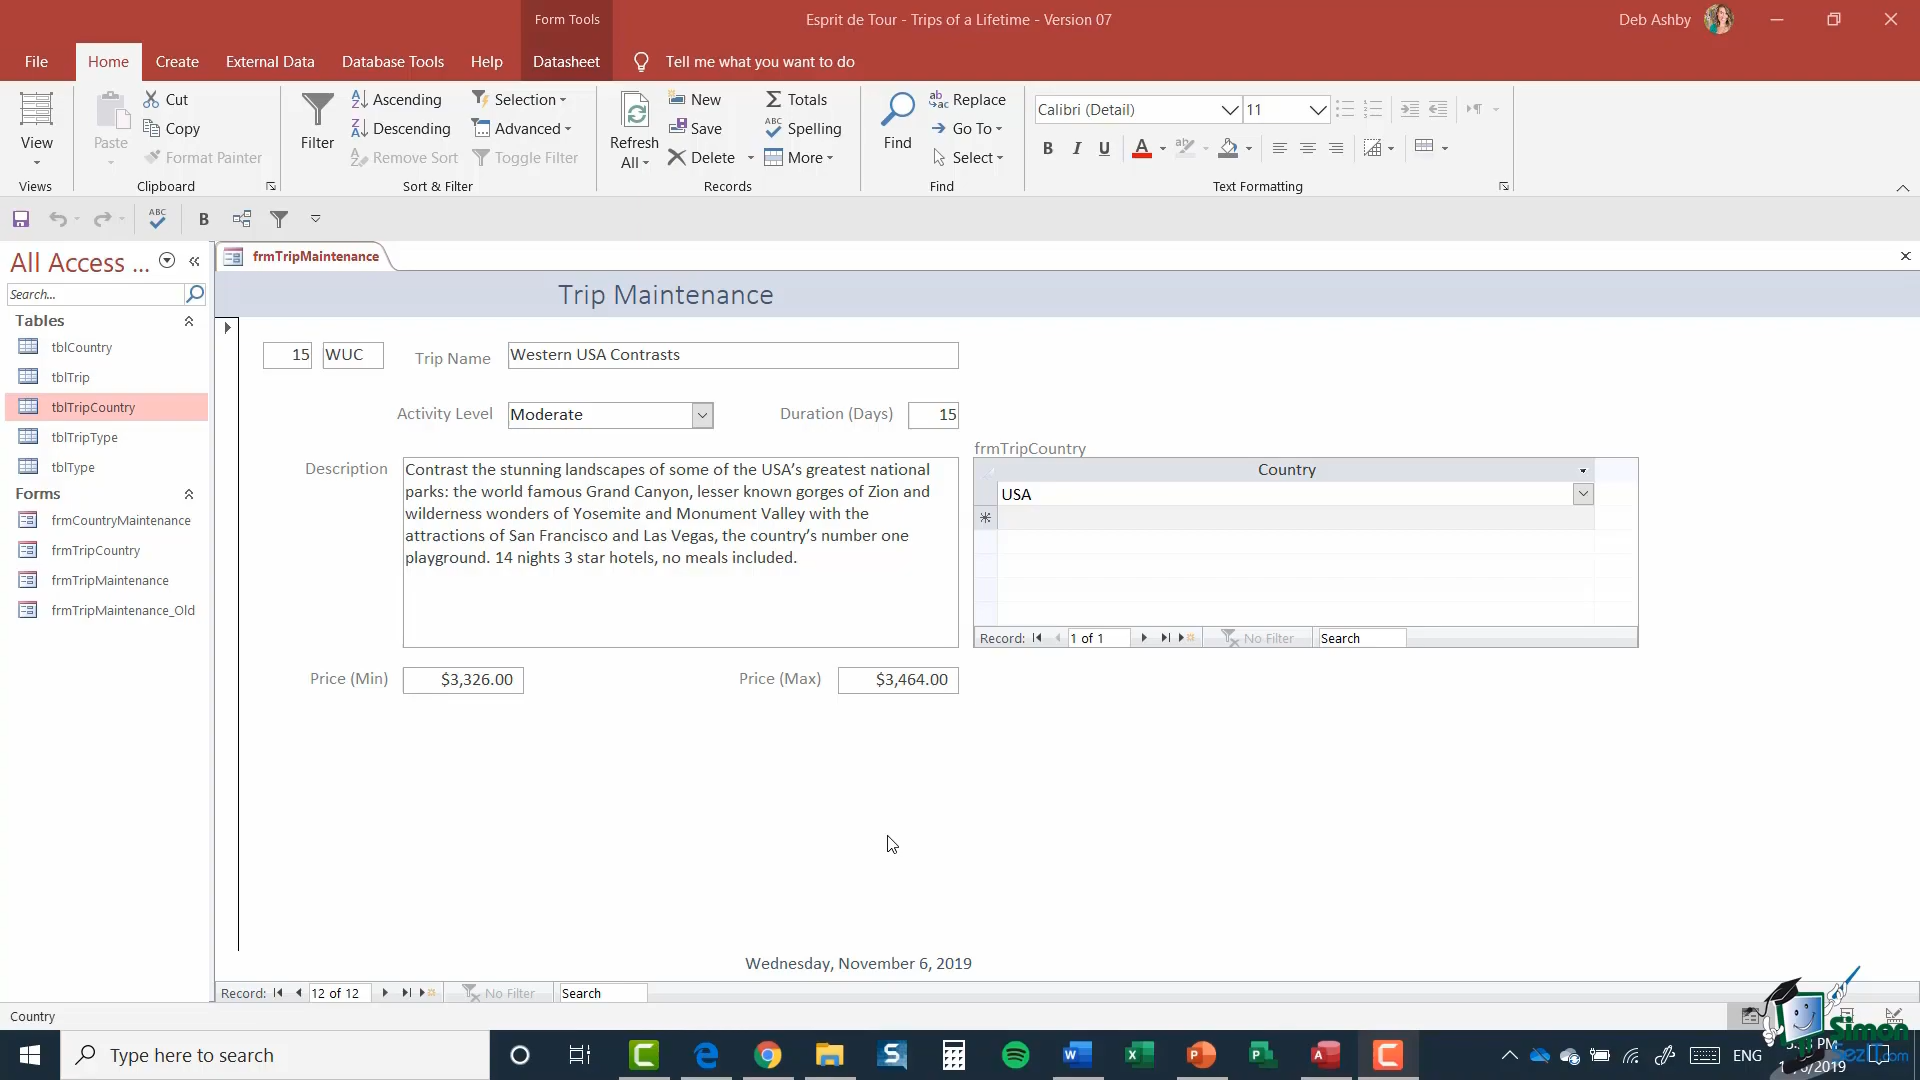 Form Tools
Esprit de Tour - Trips of a Lifetime - Version 07
Deb Ashby
File
Home
Create
External Data
Database Tools
Help
Datasheet
Tell me what you want to do
View
Views
Paste
Cut
Copy
Format Painter
Clipboard
Filter
Ascending
Descending
Remove Sort
Selection
Advanced
Toggle Filter
Sort & Filter
Refresh
All
New
Save
Delete
Totals
Spelling
More
Records
Find
Replace
Go To
Select
Find
Calibri (Detail)
11
B I U A
Text Formatting
ABC
B
All Access ...
Search...
Tables
tblCountry
tblTrip
tblTripCountry
tblTripType
tblType
Forms
frmCountryMaintenance
frmTripCountry
frmTripMaintenance
frmTripMaintenance_Old
frmTripMaintenance
Trip Maintenance
15
WUC
Trip Name
Western USA Contrasts
Activity Level
Moderate
Duration (Days)
15
Description
Contrast the stunning landscapes of some of the USA's greatest national
parks: the world famous Grand Canyon, lesser known gorges of Zion and
wilderness wonders of Yosemite and Monument Valley with the
attractions of San Francisco and Las Vegas, the country's number one
playground. 14 nights 3 star hotels, no meals included.
frmTripCountry
Country
USA
Record:
1 of 1
No Filter
Search
Price (Min)
$3,326.00
Price (Max)
$3,464.00
Wednesday, November 6, 2019
Record:
12 of 12
No Filter
Search
Country
Type here to search
ENG
Simon
SezIT.com